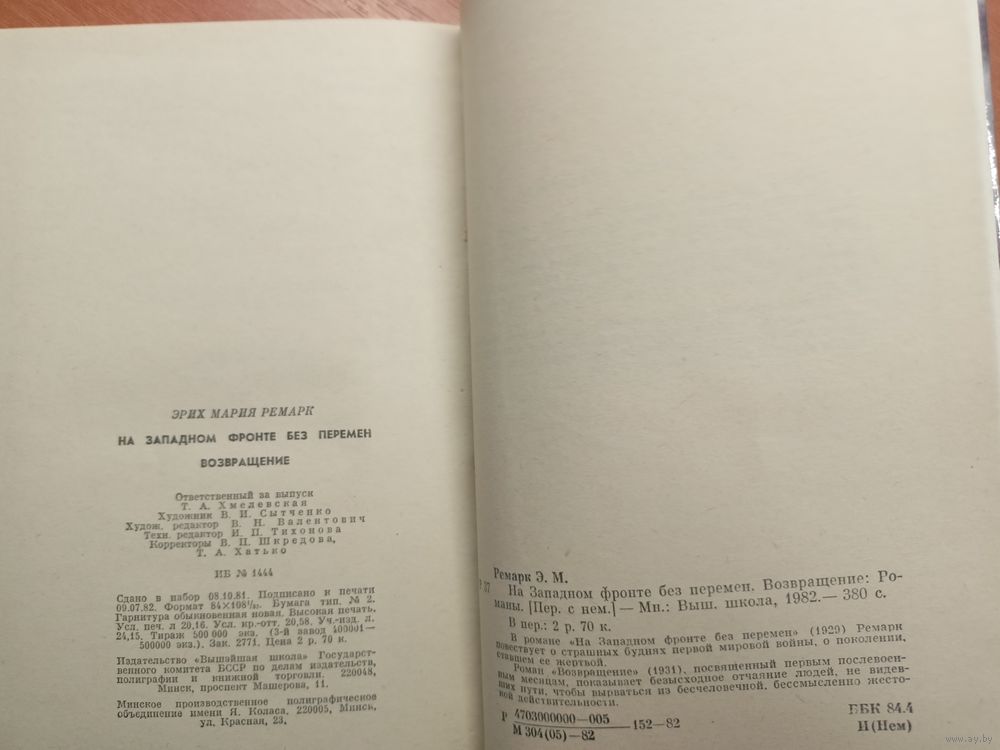 ЭРИХ МАРИЯ РЕМАРК
НА ЗАПАДНОМ ФРОНТЕ БЕЗ ПЕРЕМЕН
ВОЗВРАЩЕНИЕ
Ответственный за выпуск
Т. А. Хмелевская
Художник В. И. Сытченко
Худож. редактор В. Н. Валентович
Техн. редактор И. П. Тихонова
Корректоры В. П. Шкредова,
Т. А. Хатько
ИБ № 1444
Сдано в набор 08.10.81. Подписано к печати
09.07.82. Формат 84×108¹/₃₂. Бумага тип. № 2.
Гарнитура обыкновенная новая. Высокая печать.
Усл. печ. л 20,16. Усл. кр.-отт. 20,58. Уч.-изд. л.
24,15. Тираж 500 000 экз. (3-й завод 400001—
500000 экз.). Зак. 2771. Цена 2 р. 70 к.
Издательство «Вышэйшая школа» Государст-
венного комитета БССР по делам издательств,
полиграфии и книжной торговли. 220048,
Минск, проспект Машерова, 11.
Минское производственное полиграфическое
объединение имени Я. Коласа. 220005, Минск,
ул. Красная, 23.
Ремарк Э. М.
Р 37 На Западном фронте без перемен. Возвращение: Ро-
маны. [Пер. с нем.] — Мн.: Выш. школа, 1982.— 380 с.
В пер.: 2 р. 70 к.
В романе «На Западном фронте без перемен» (1929) Ремарк
повествует о страшных буднях первой мировой войны, о поколении,
ставшем ее жертвой.
Роман «Возвращение» (1931), посвященный первым послевоен-
ным месяцам, показывает безысходное отчаяние людей, не видев-
ших пути, чтобы вырваться из бесчеловечной, бессмысленно жесто-
кой действительности.
Р 4703000000—005
М 304(05)—82 152—82
ББК 84.4
И(Нем)
www.ay.by